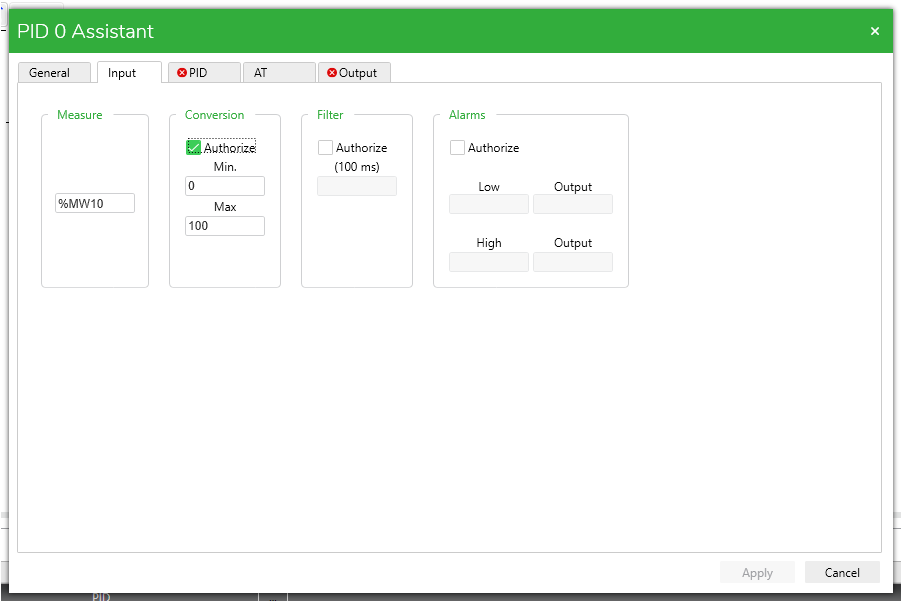 PID 0 Assistant
General
Input
PID
AT
Output
Measure
%MW10
Conversion
Authorize
Min.
0
Max
100
Filter
Authorize
(100 ms)
Alarms
Authorize
Low Output
High Output
Apply
Cancel
PID
...